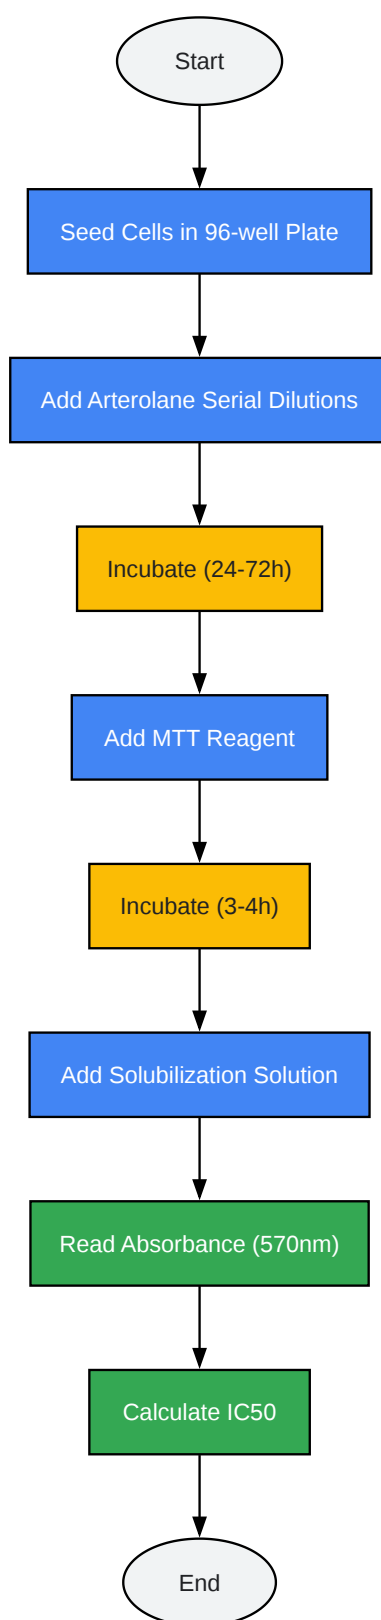 Start
Seed Cells in 96-well Plate
Add Arterolane Serial Dilutions
Incubate (24-72h)
Add MTT Reagent
Incubate (3-4h)
Add Solubilization Solution
Read Absorbance (570nm)
Calculate IC50
End